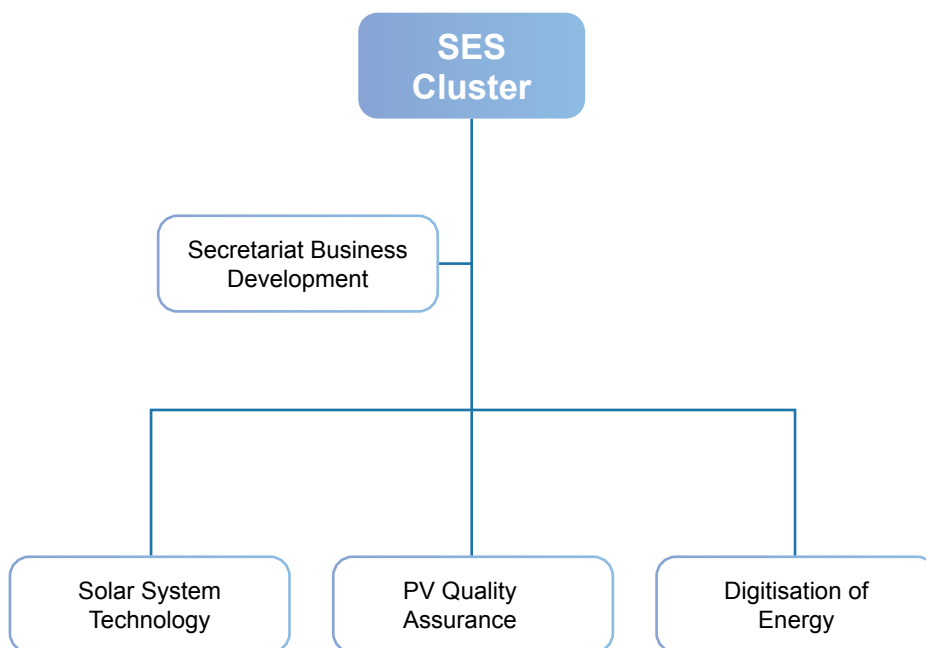 SES
Cluster
Secretariat Business
Development
Solar System
Technology
PV Quality
Assurance
Digitisation of
Energy